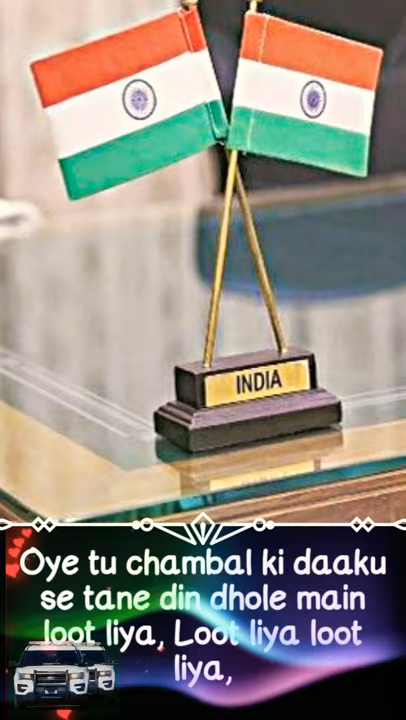 INDIA
Oye tu chambal ki daaku
se tane din dhole main
loot liya, Loot liya loot
liya,